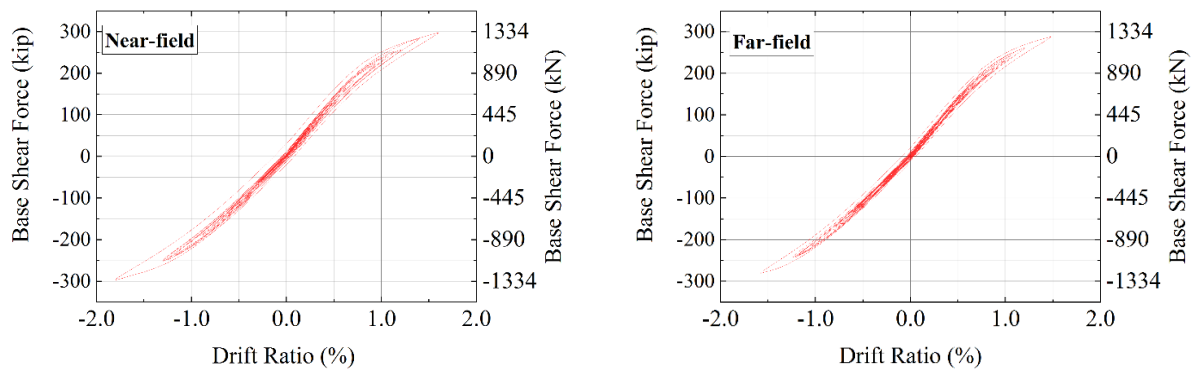 Near-field
Base Shear Force (kip)
300
200
100
0
-100
-200
-300
1334
890
445
0
-445
-890
-1334
Base Shear Force (kN)
-2.0 -1.0 0.0 1.0 2.0
Drift Ratio (%)
Far-field
Base Shear Force (kip)
300
200
100
0
-100
-200
-300
1334
890
445
0
-445
-890
-1334
Base Shear Force (kN)
-2.0 -1.0 0.0 1.0 2.0
Drift Ratio (%)